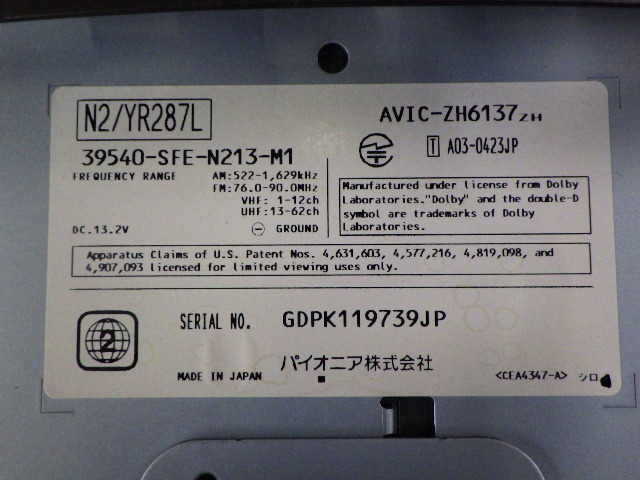 N2/YR287L
AVIC-ZH6137ZH
39540-SFE-N213-M1
T A03-0423JP
FREQUENCY RANGE AM:522-1,629kHz
FM:76.0-90.0MHz
VHF: 1-12ch
UHF:13-62ch
DC.13.2V
⊖ GROUND
Manufactured under license from Dolby
Laboratories."Dolby" and the double-D
symbol are trademarks of Dolby
Laboratories.
Apparatus Claims of U.S. Patent Nos. 4,631,603, 4,577,216, 4,819,098, and
4,907,093 licensed for limited viewing uses only.
2
SERIAL NO. GDPK119739JP
パイオニア株式会社
MADE IN JAPAN
<CEA4347-A> シロ